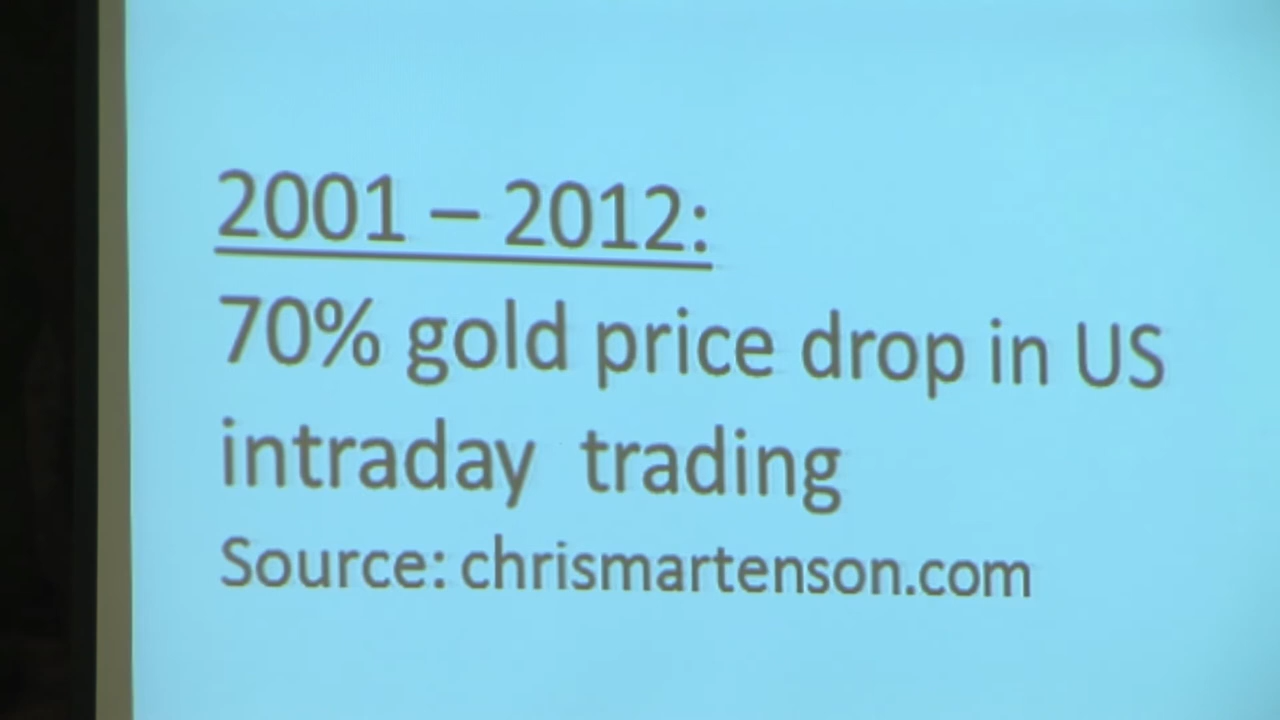 2001 – 2012:
70% gold price drop in US
intraday trading
Source: chrismartenson.com